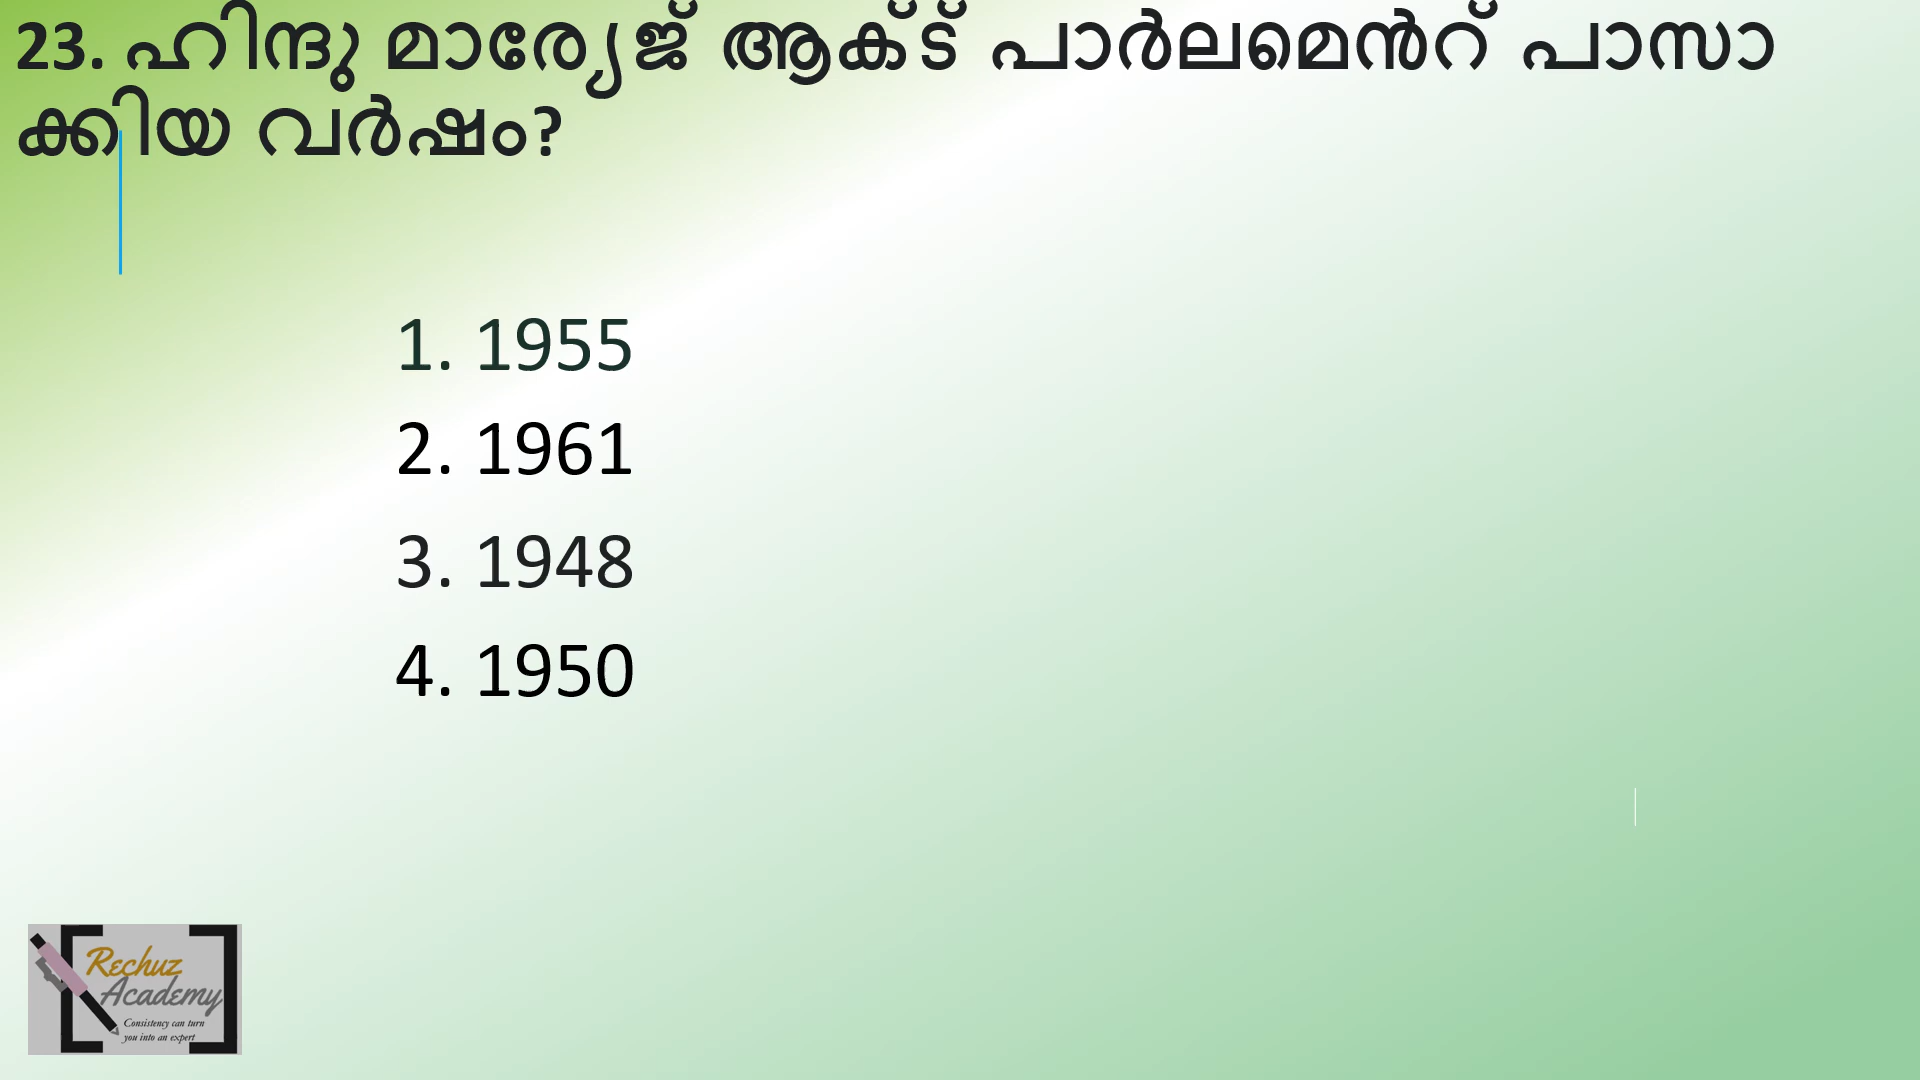 23. ഹിന്ദു മാര്യേജ് ആക്ട് പാർലമെൻറ് പാസാ
ക്കിയ വർഷം?
1. 1955
2. 1961
3. 1948
4. 1950
Rechuz
Academy
Consistency can turn
you into an expert